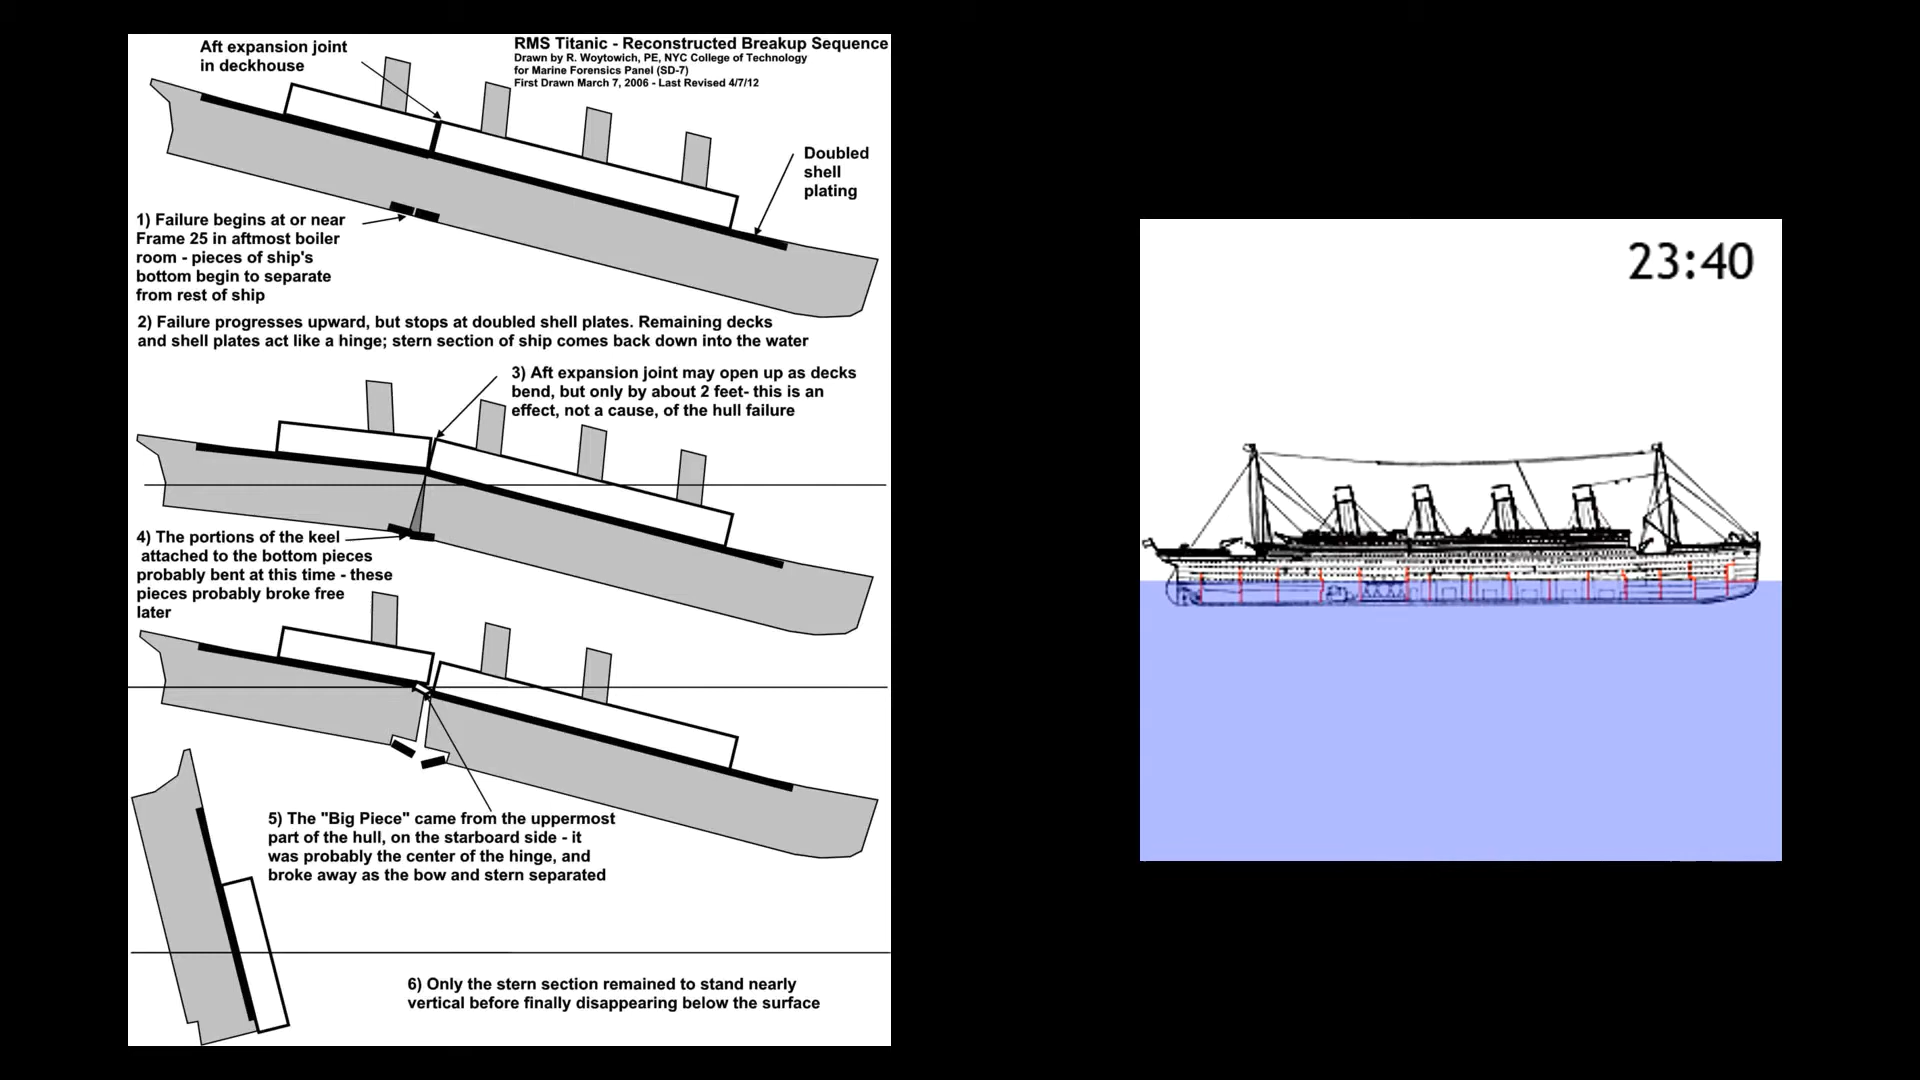 Aft expansion joint
in deckhouse
RMS Titanic - Reconstructed Breakup Sequence
Drawn by R. Woytowich, PE, NYC College of Technology
for Marine Forensics Panel (SD-7)
First Drawn March 7, 2006 - Last Revised 4/7/12
Doubled
shell
plating
1) Failure begins at or near
Frame 25 in aftmost boiler
room - pieces of ship's
bottom begin to separate
from rest of ship
2) Failure progresses upward, but stops at doubled shell plates. Remaining decks
and shell plates act like a hinge; stern section of ship comes back down into the water
3) Aft expansion joint may open up as decks
bend, but only by about 2 feet- this is an
effect, not a cause, of the hull failure
4) The portions of the keel
attached to the bottom pieces
probably bent at this time - these
pieces probably broke free
later
5) The "Big Piece" came from the uppermost
part of the hull, on the starboard side - it
was probably the center of the hinge, and
broke away as the bow and stern separated
6) Only the stern section remained to stand nearly
vertical before finally disappearing below the surface
23:40